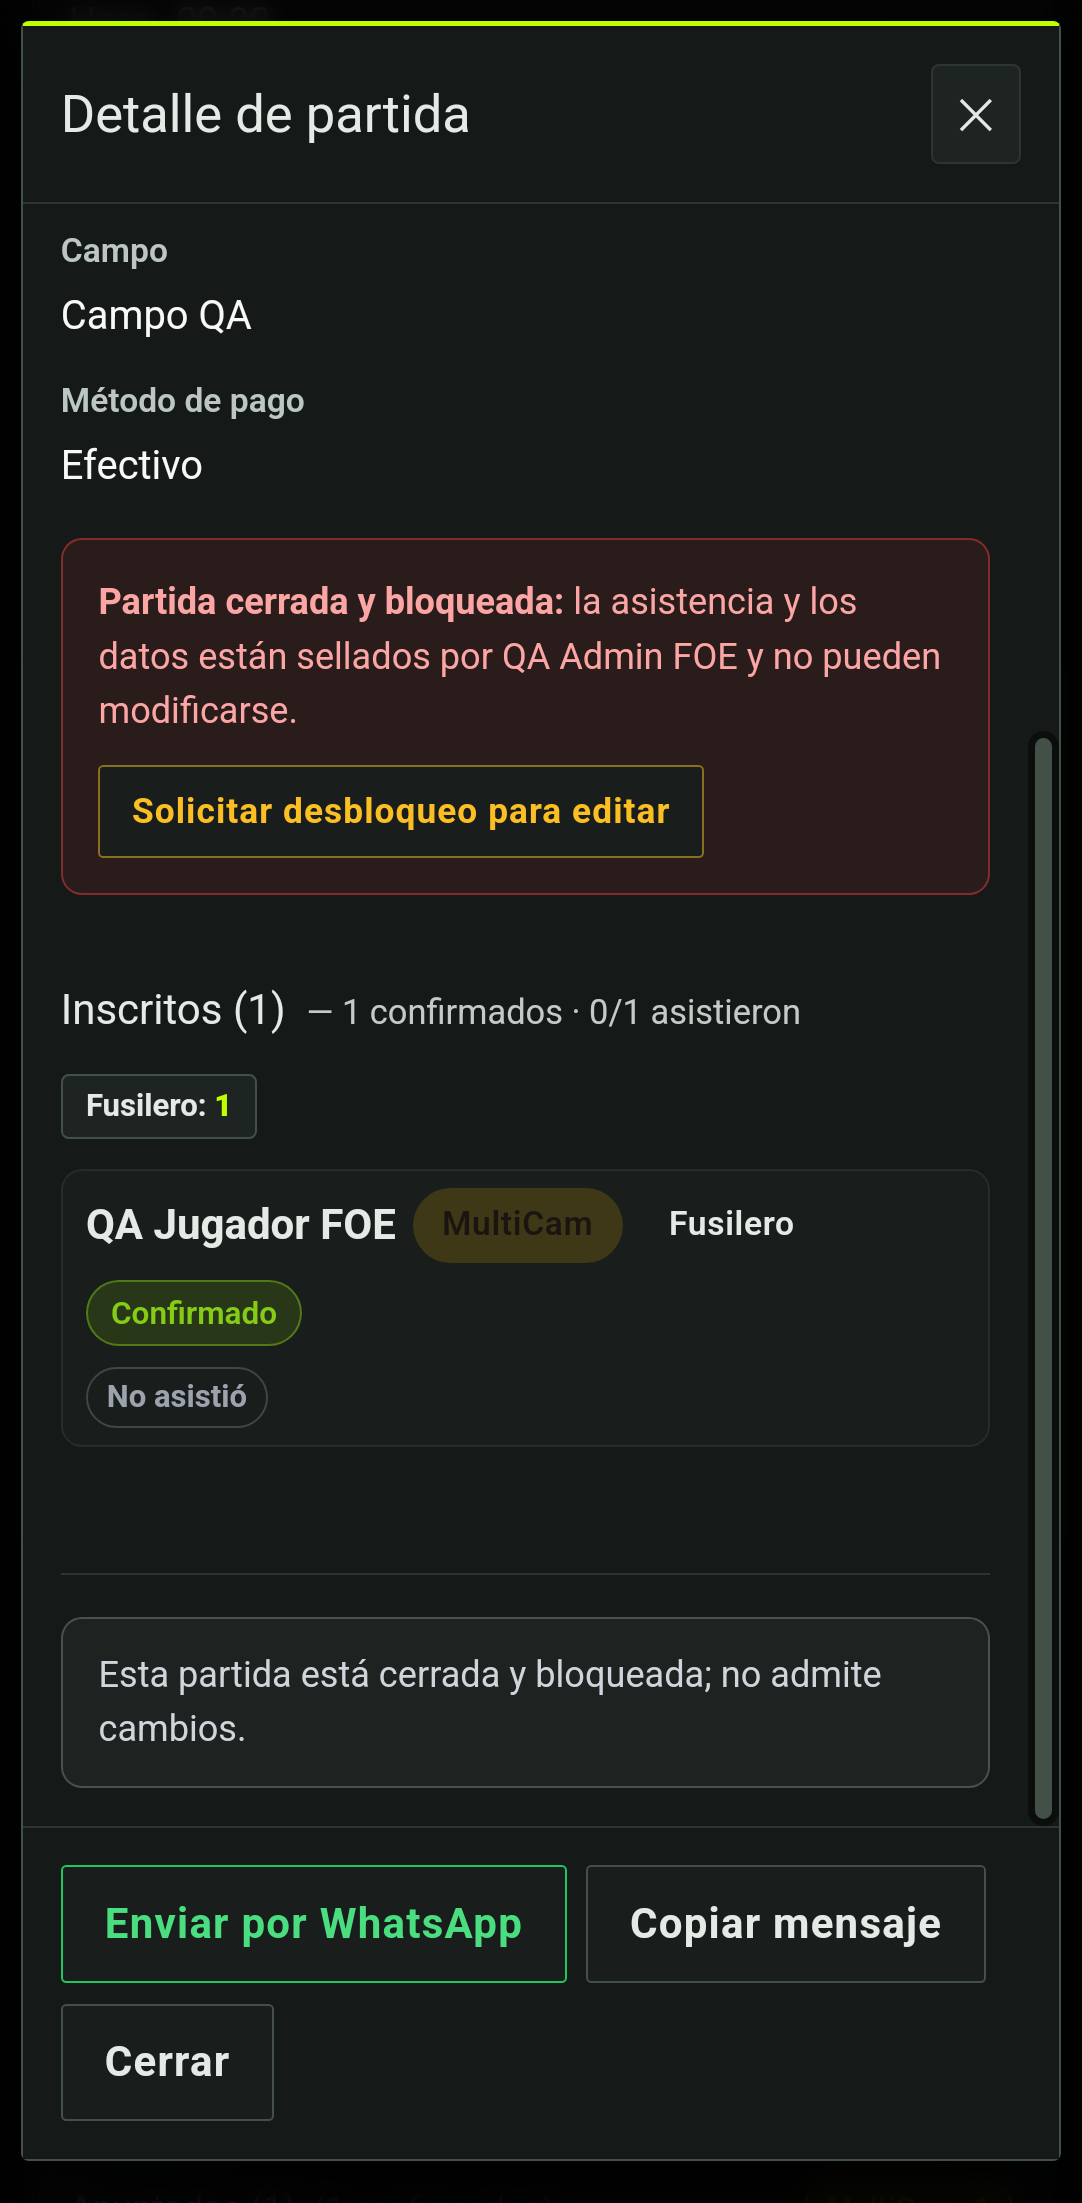 Detalle de partida
Campo
Campo QA
Método de pago
Efectivo
Partida cerrada y bloqueada: la asistencia y los
datos están sellados por QA Admin FOE y no pueden
modificarse.
Solicitar desbloqueo para editar
Inscritos (1) — 1 confirmados · 0/1 asistieron
Fusilero: 1
QA Jugador FOE MultiCam Fusilero
Confirmado
No asistió
Esta partida está cerrada y bloqueada; no admite
cambios.
Enviar por WhatsApp Copiar mensaje
Cerrar